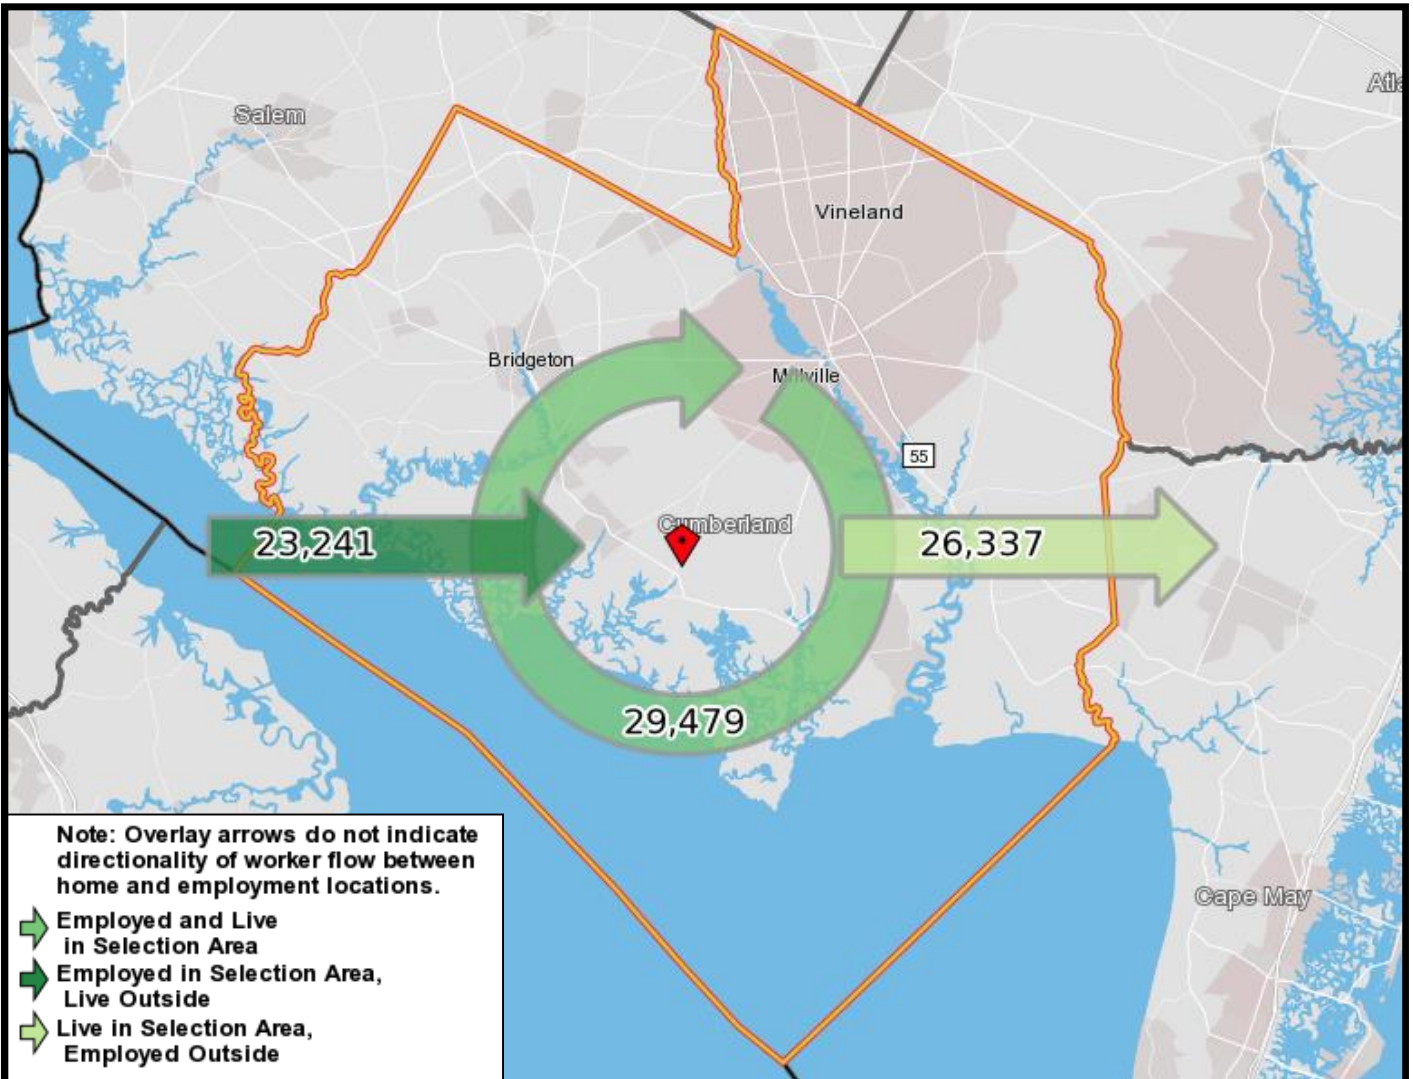 Atl
Salem
Vineland
Bridgeton
Millville
55
Cumberland
23,241
26,337
29,479
Cape May
Note: Overlay arrows do not indicate
directionality of worker flow between
home and employment locations.
Employed and Live
in Selection Area
Employed in Selection Area,
Live Outside
Live in Selection Area,
Employed Outside